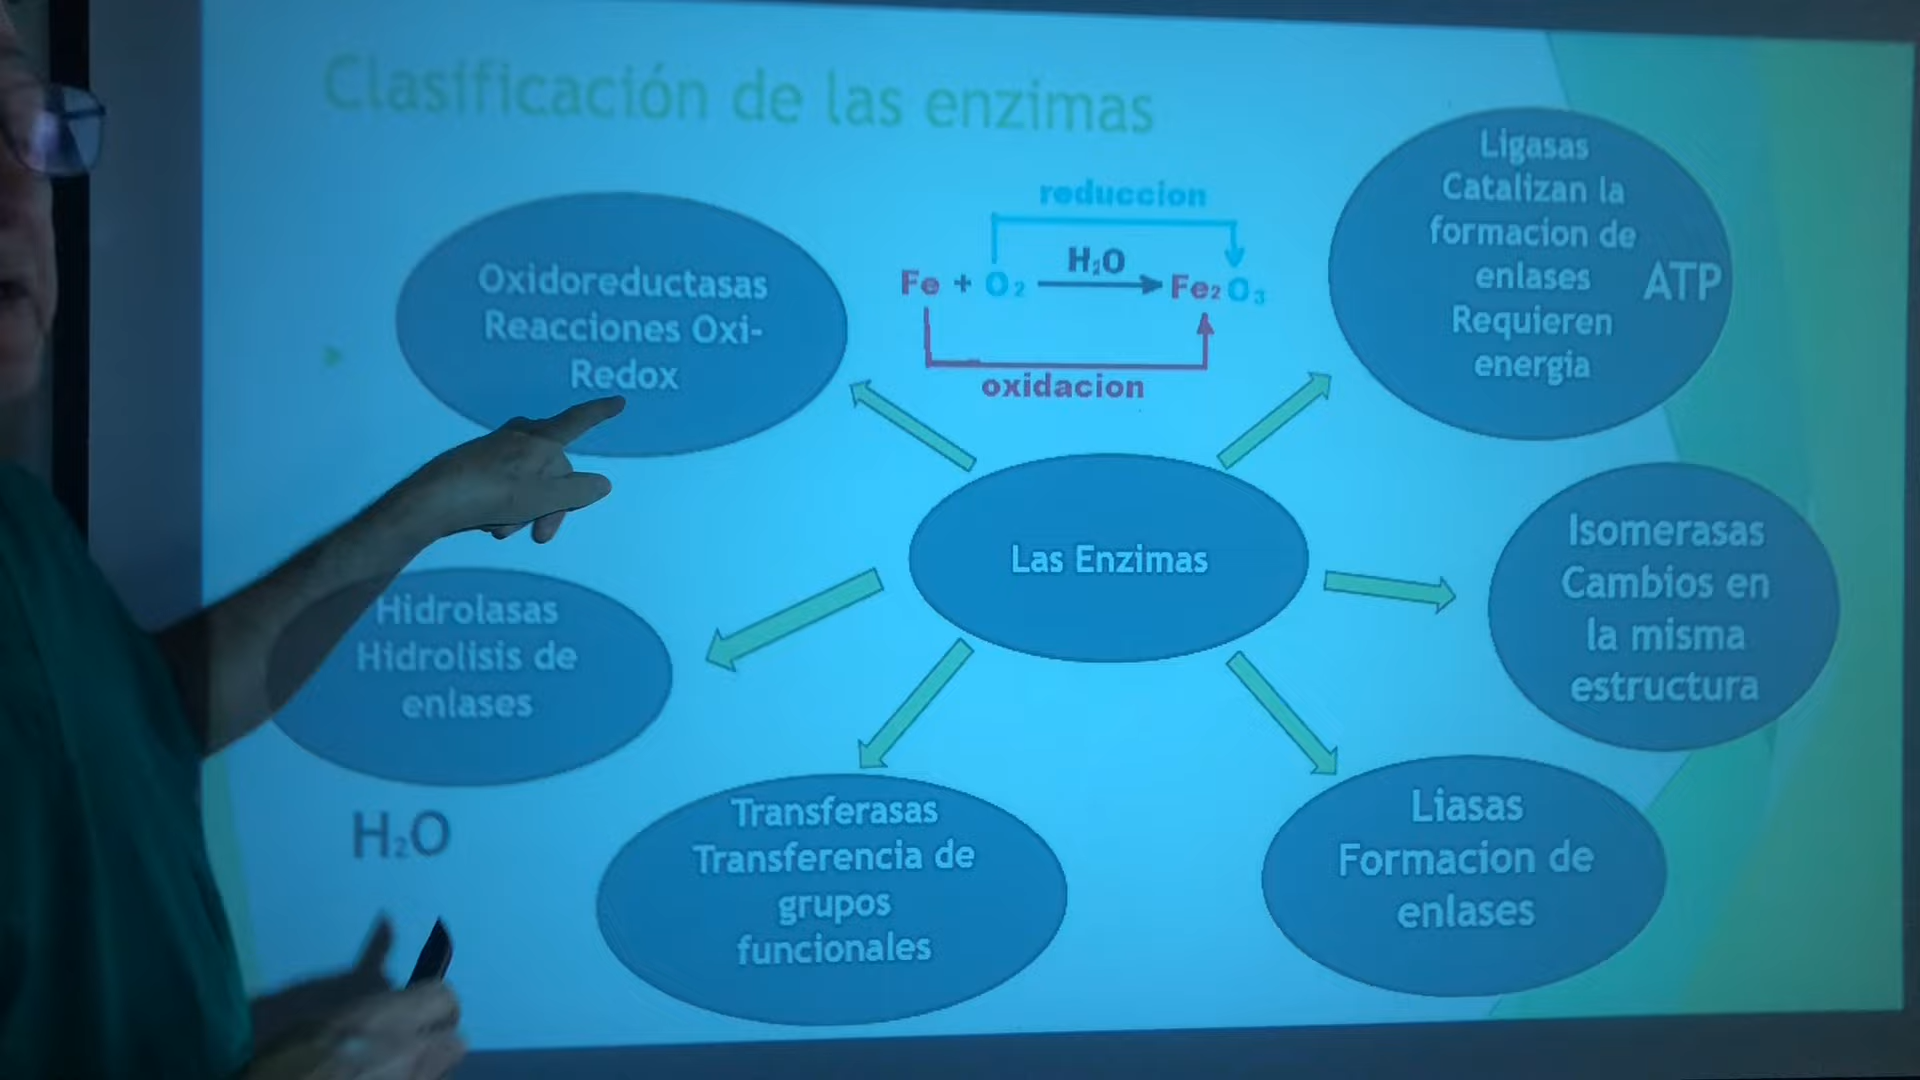 Clasificación de las enzimas
Oxidoreductasas
Reacciones Oxi-
Redox
reduccion
H₂O
Fe + O₂ → Fe₂O₃
oxidacion
Ligasas
Catalizan la
formacion de
enlases
Requieren
energia
ATP
Las Enzimas
Isomerasas
Cambios en
la misma
estructura
Hidrolasas
Hidrolisis de
enlases
H₂O
Transferasas
Transferencia de
grupos
funcionales
Liasas
Formacion de
enlases